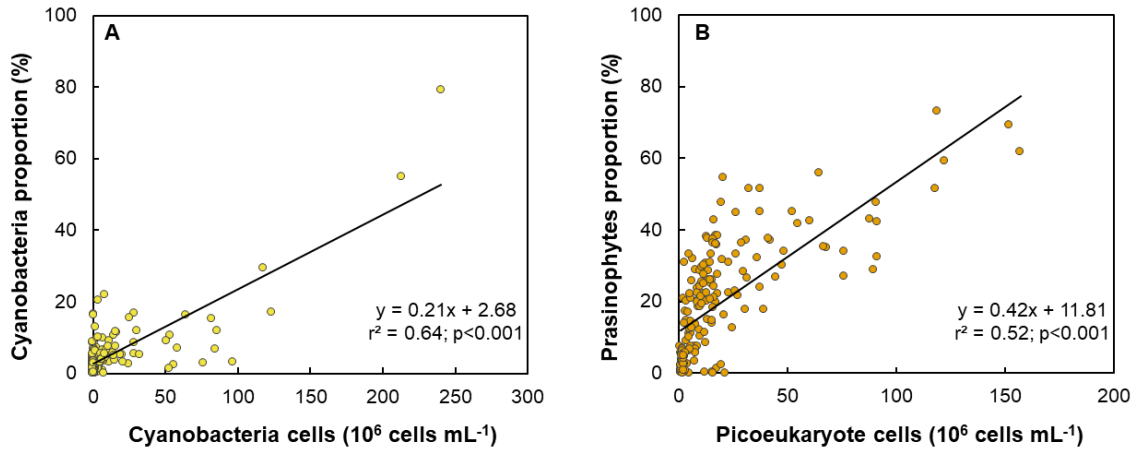 A
Cyanobacteria proportion (%)
100
80
60
40
20
0
y = 0.21x + 2.68
r² = 0.64; p<0.001
0 50 100 150 200 250 300
Cyanobacteria cells (10⁶ cells mL⁻¹)
B
Prasinophytes proportion (%)
100
80
60
40
20
0
y = 0.42x + 11.81
r² = 0.52; p<0.001
0 50 100 150 200
Picoeukaryote cells (10⁶ cells mL⁻¹)